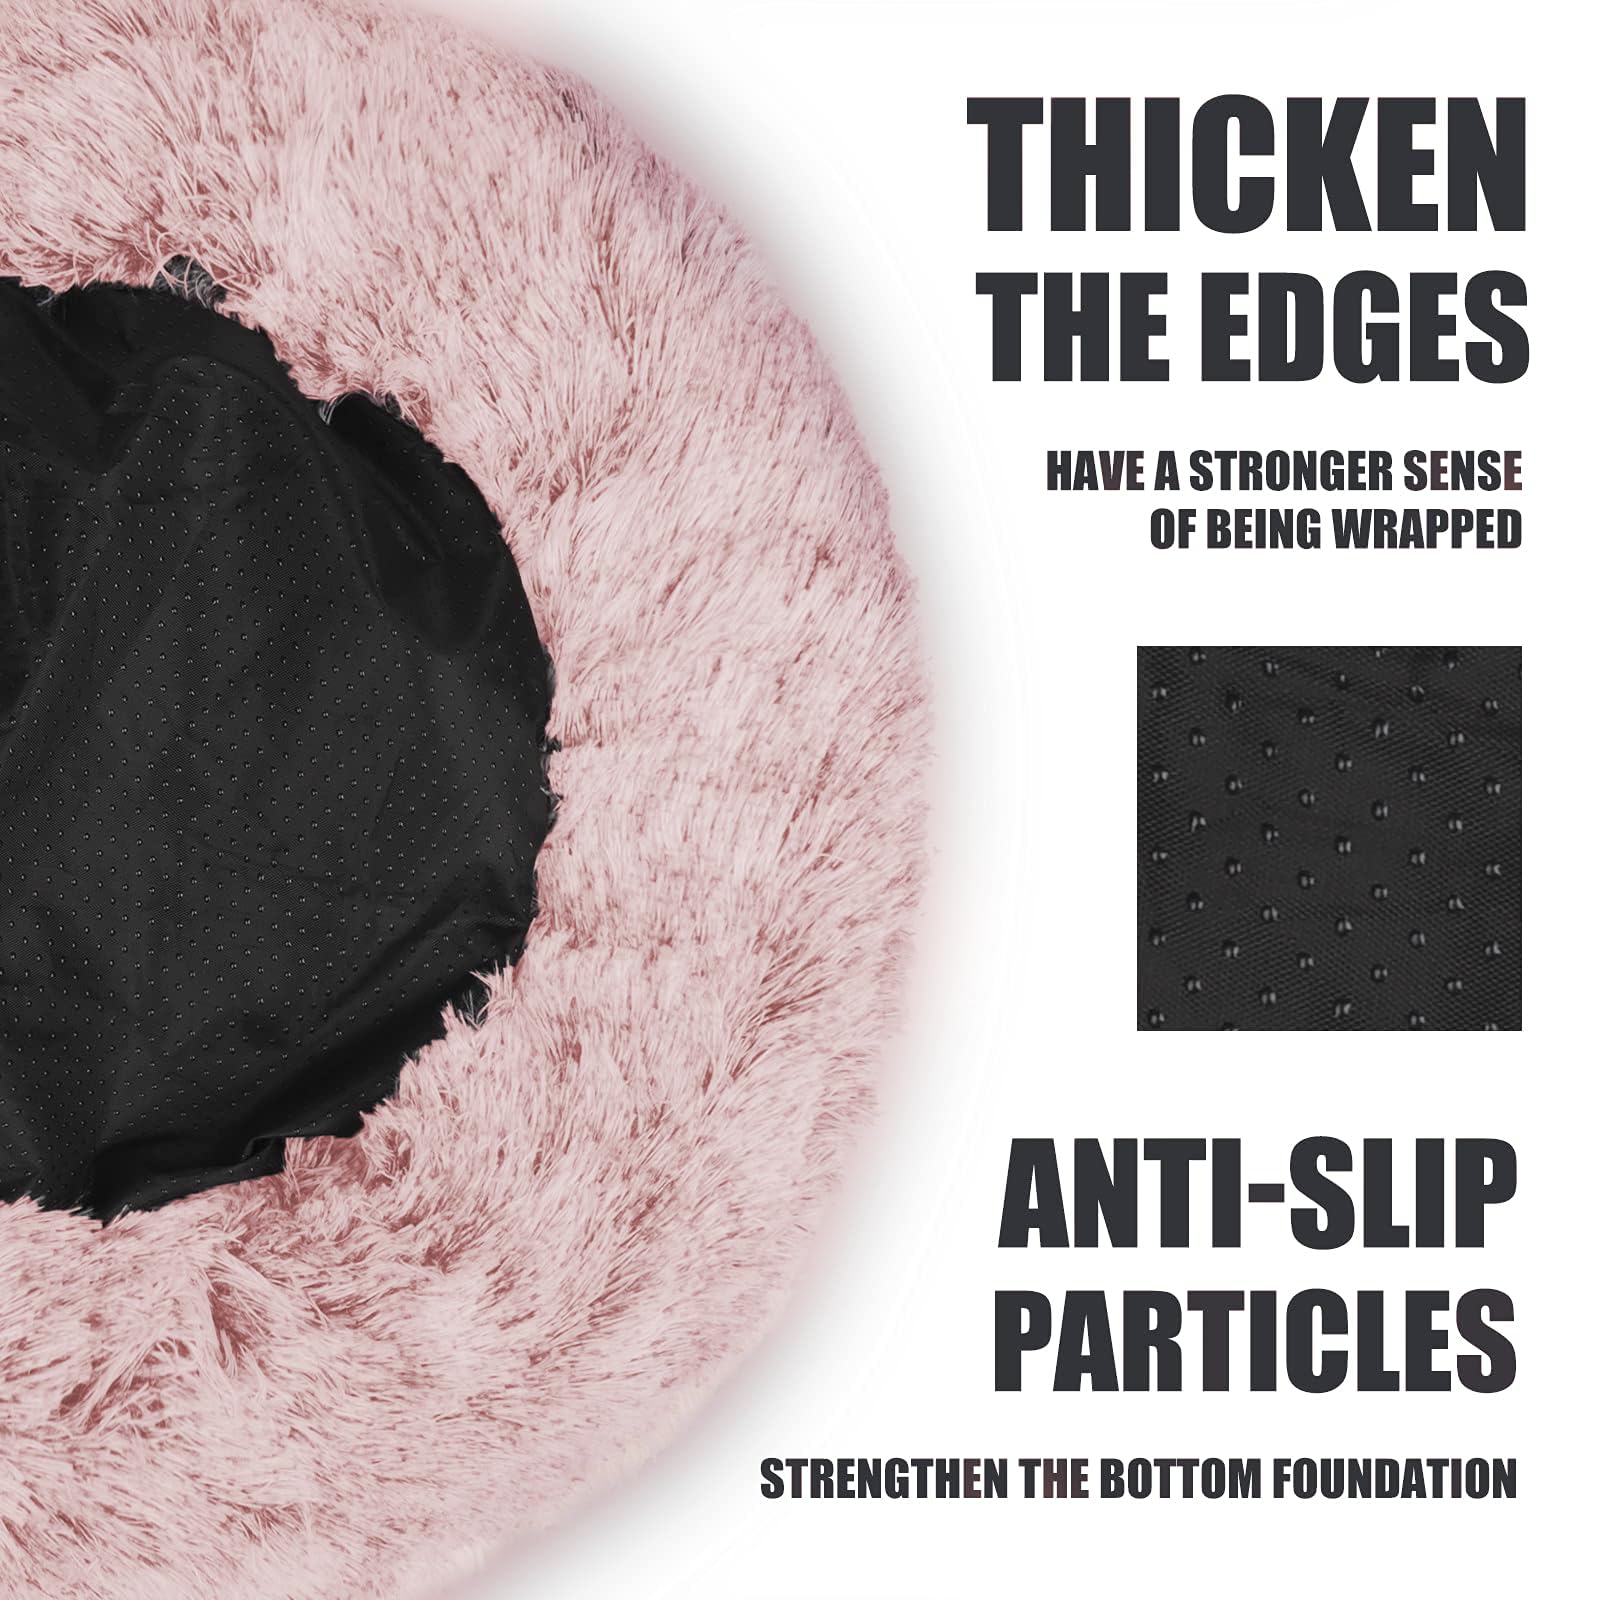 THICKEN
THE EDGES
HAVE A STRONGER SENSE
OF BEING WRAPPED
ANTI-SLIP
PARTICLES
STRENGTHEN THE BOTTOM FOUNDATION